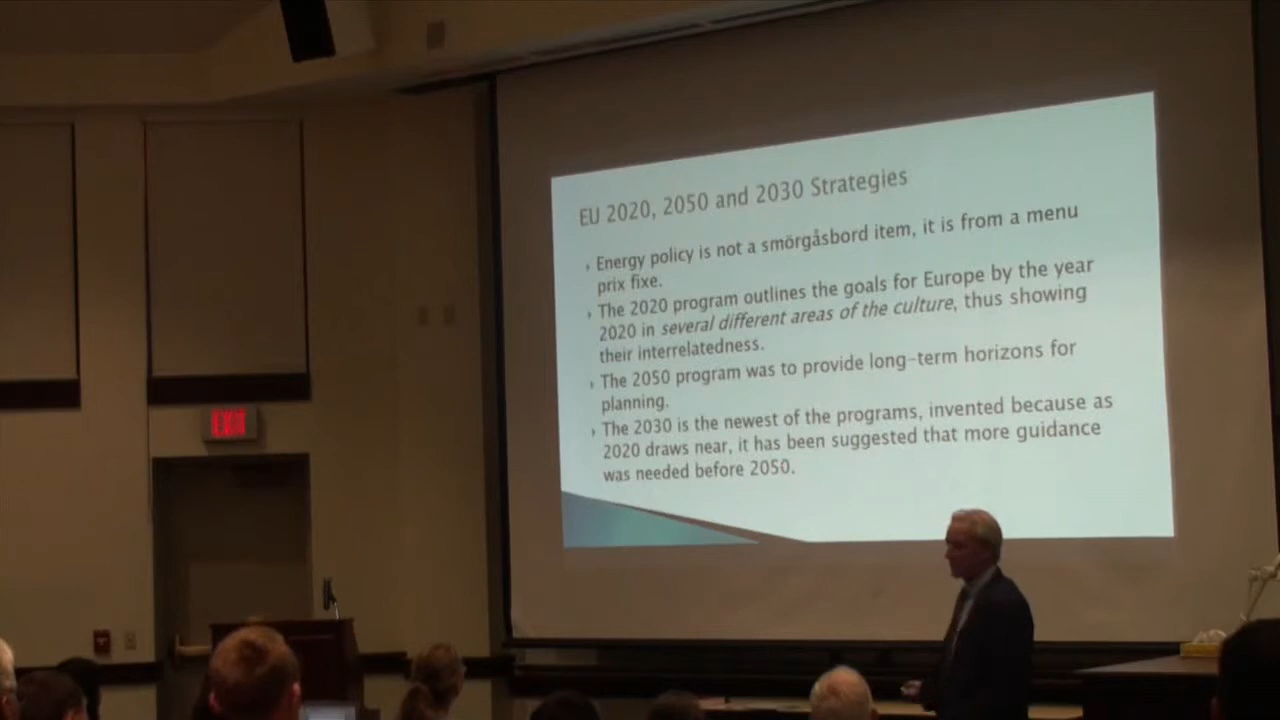 EU 2020, 2050 and 2030 Strategies
Energy policy is not a smörgåsbord item, it is from a menu
prix fixe.
The 2020 program outlines the goals for Europe by the year
2020 in several different areas of the culture, thus showing
their interrelatedness.
The 2050 program was to provide long-term horizons for
planning.
The 2030 is the newest of the programs, invented because as
2020 draws near, it has been suggested that more guidance
was needed before 2050.
EXIT